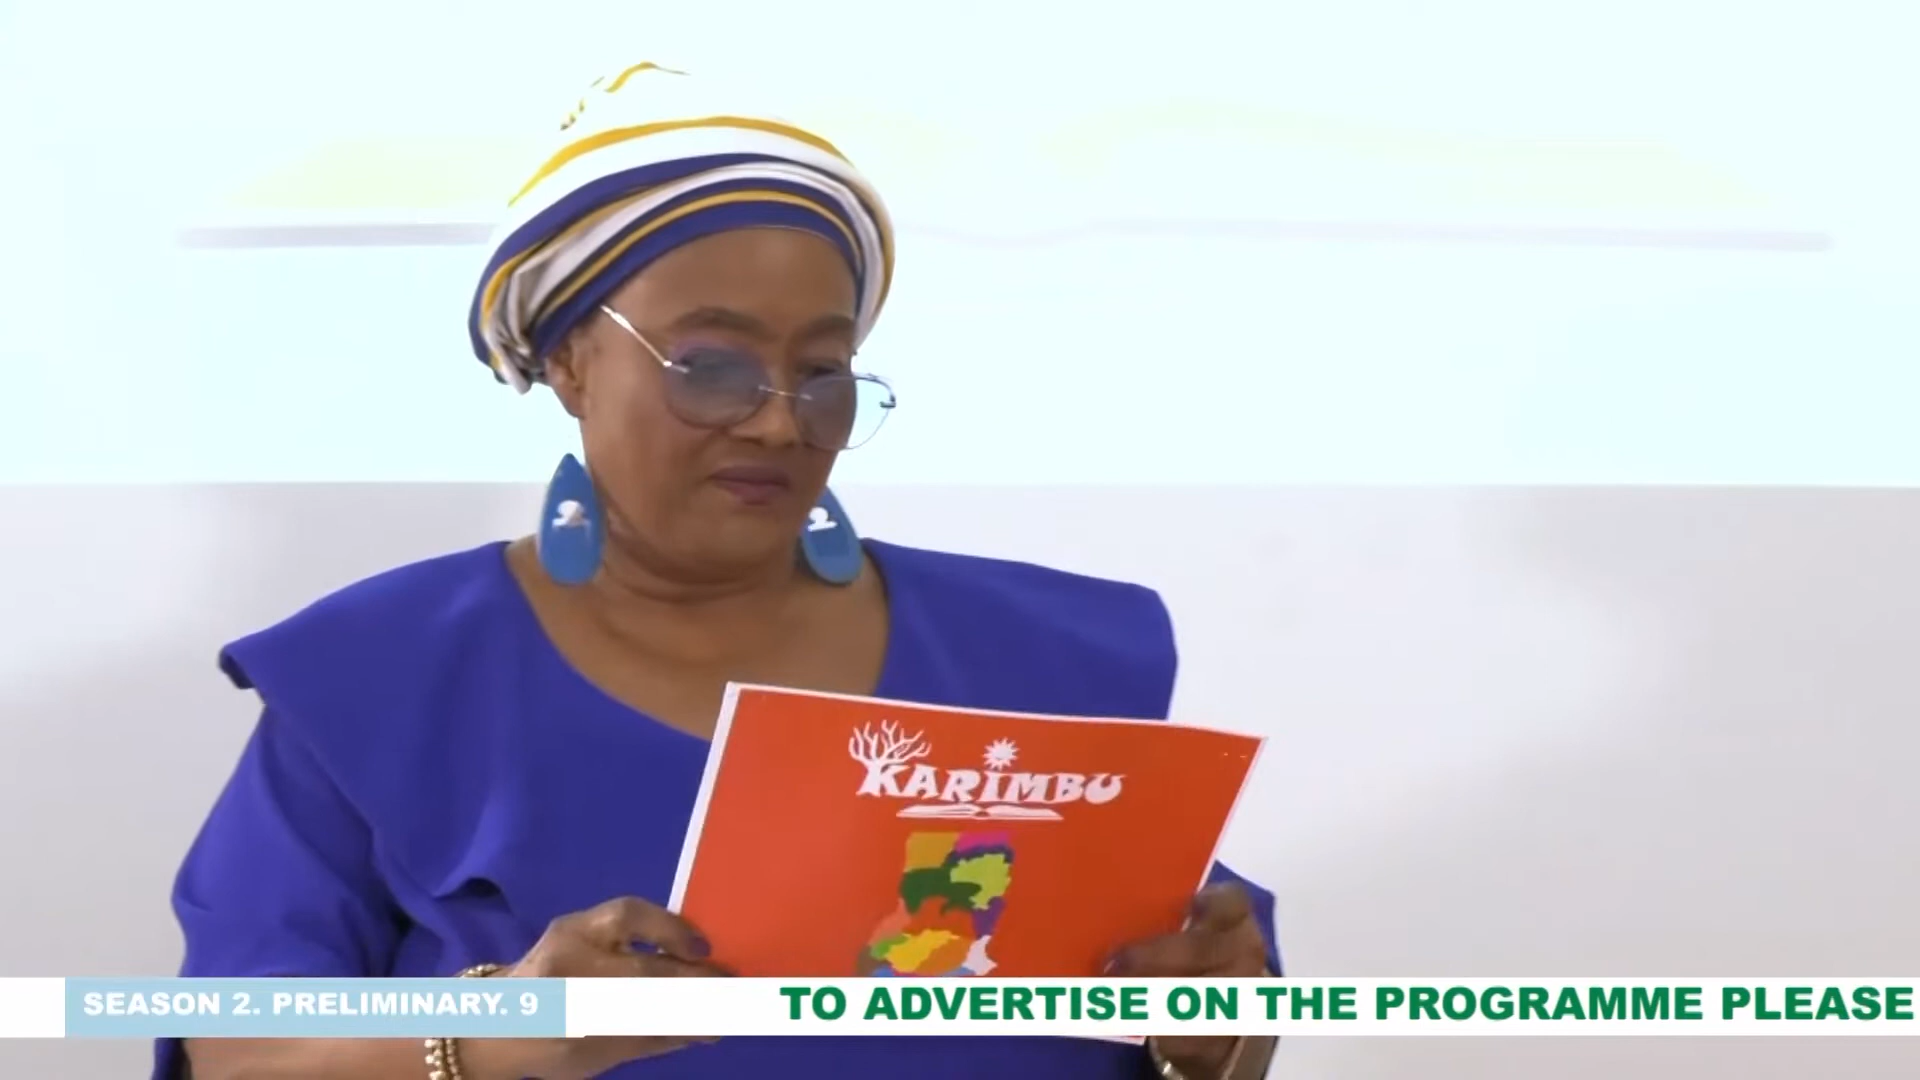 KARIMBU
SEASON 2. PRELIMINARY. 9
TO ADVERTISE ON THE PROGRAMME PLEASE